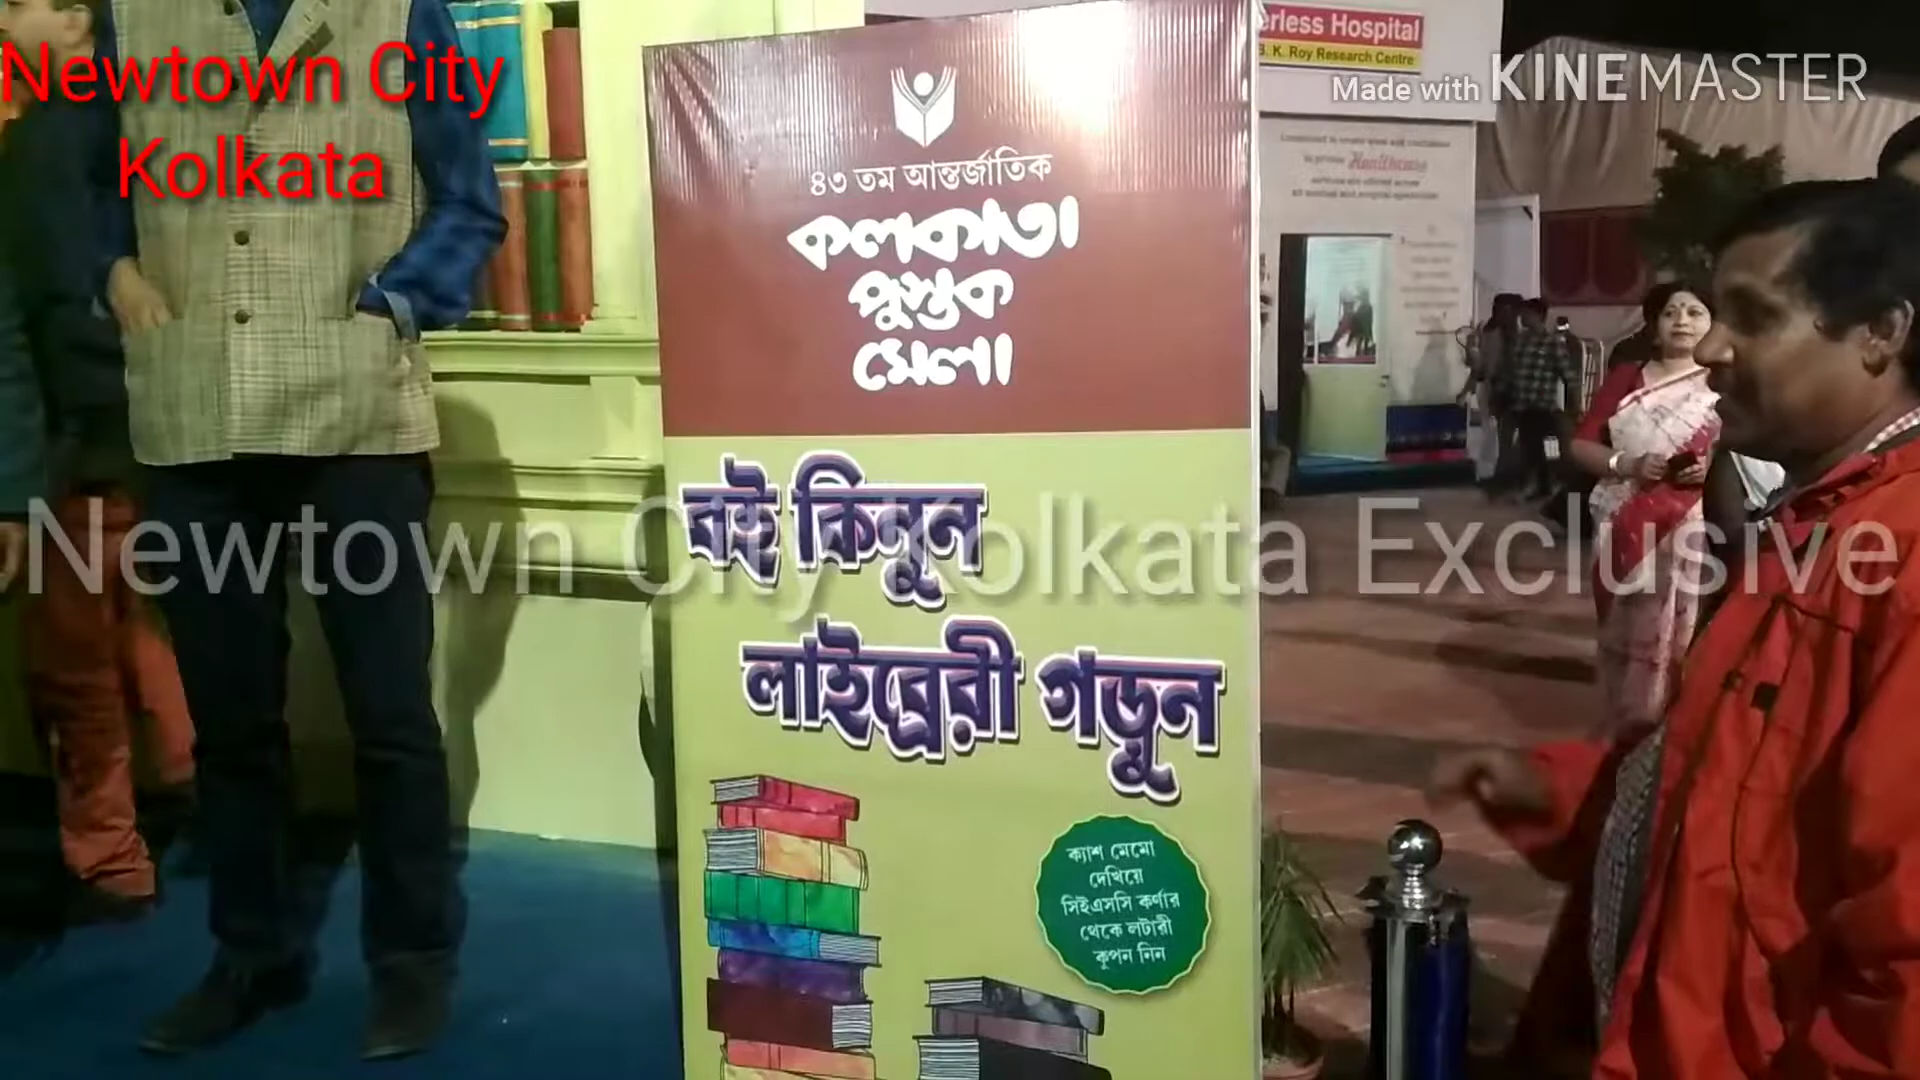 Newtown City
Kolkata
erless Hospital
B. K. Roy Research Centre
Made with KINEMASTER
৪৩ তম আন্তর্জাতিক
কলকাতা
পুস্তক
মেলা
Healthcare
Newtown City Kolkata Exclusive
বই কিনুন
লাইব্রেরী গড়ুন
ক্যাশ মেমো
দেখিয়ে
সিইএসসি কর্ণার
থেকে লটারী
কুপন নিন